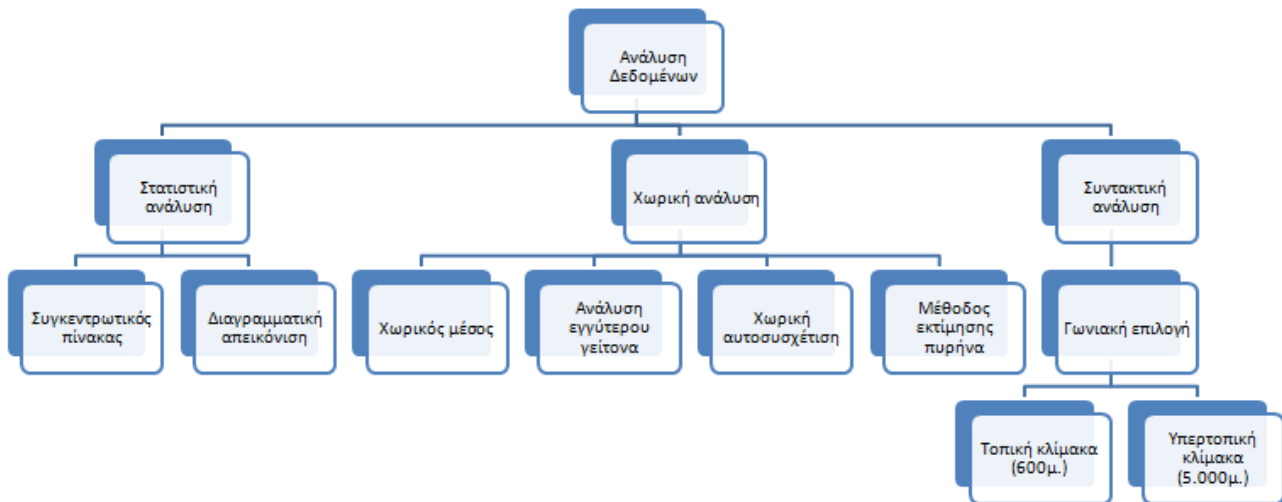 Ανάλυση
Δεδομένων
Στατιστική
ανάλυση
Χωρική ανάλυση
Συντακτική
ανάλυση
Συγκεντρωτικός
πίνακας
Διαγραμματική
απεικόνιση
Χωρικός μέσος
Ανάλυση
εγγύτερου
γείτονα
Χωρική
αυτοσυσχέτιση
Μέθοδος
εκτίμησης
πυρήνα
Γωνιακή επιλογή
Τοπική κλίμακα
(600μ.)
Υπερτοπική
κλίμακα
(5.000μ.)